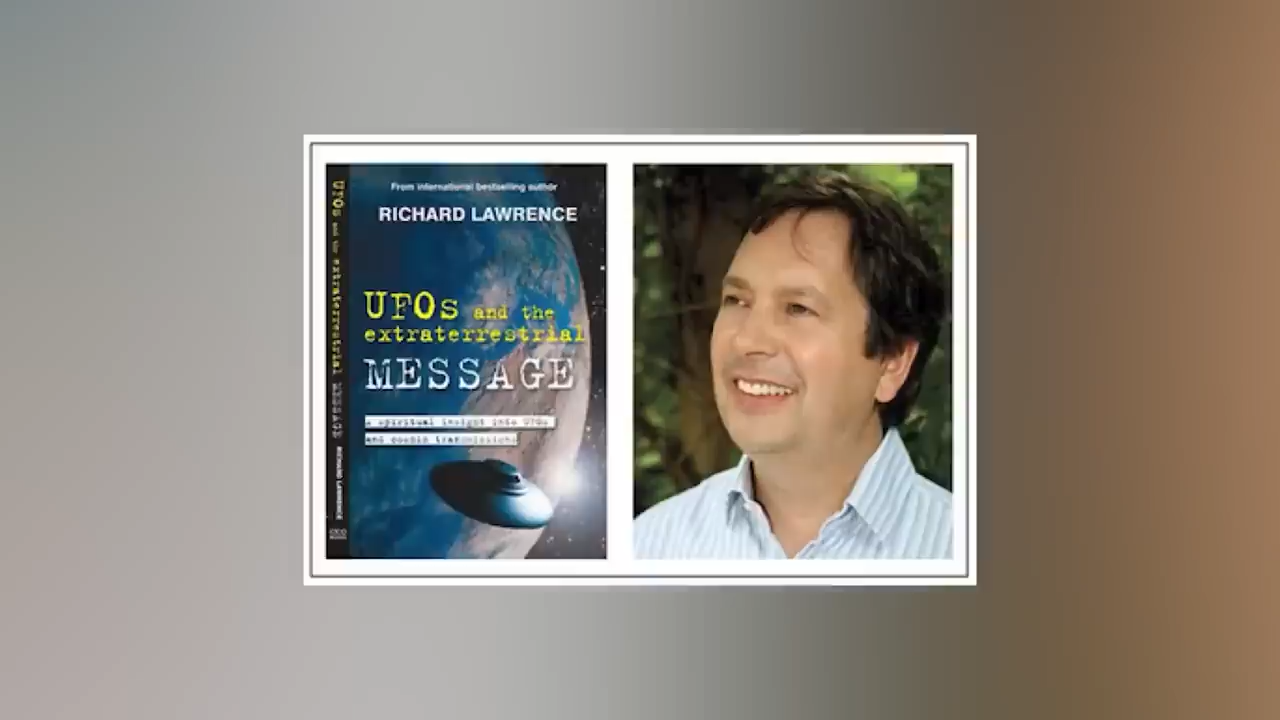 From international bestselling author
RICHARD LAWRENCE
UFOs and the
extraterrestrial
MESSAGE
a spiritual insight into UFOs
and cosmic transmissions
UFOs and the extraterrestrial MESSAGE RICHARD LAWRENCE